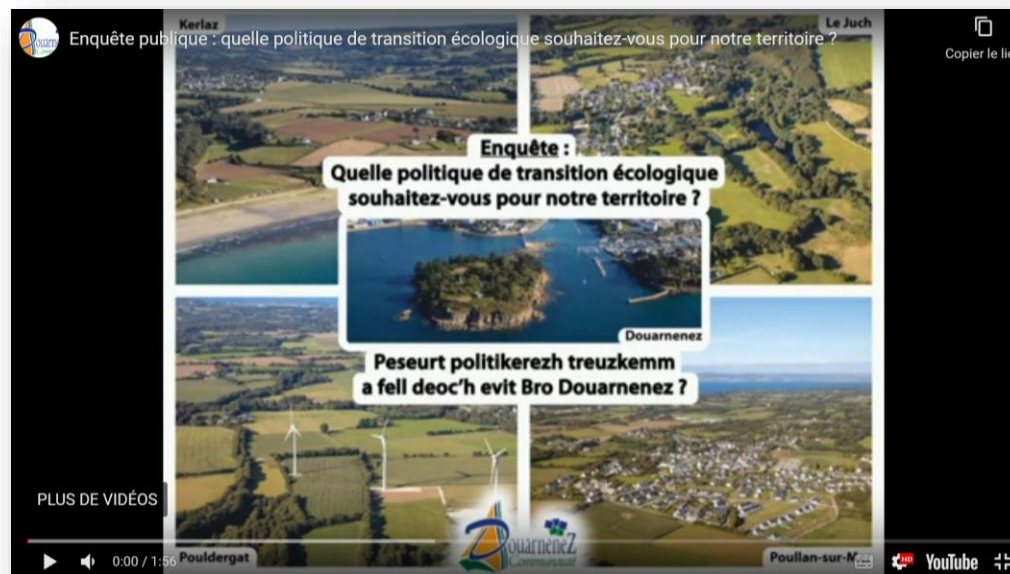 Kerlaz
Le Juch
Enquête publique : quelle politique de transition écologique souhaitez-vous pour notre territoire ?
Copier le lie
Enquête :
Quelle politique de transition écologique
souhaitez-vous pour notre territoire ?
Douarnenez
Peseurt politikerezh treuzkemm
a fell deoc'h evit Bro Douarnenez ?
PLUS DE VIDÉOS
DouarneneZ
Communauté
0:00 / 1:56
Pouldergat
Poullan-sur-M
HD
YouTube